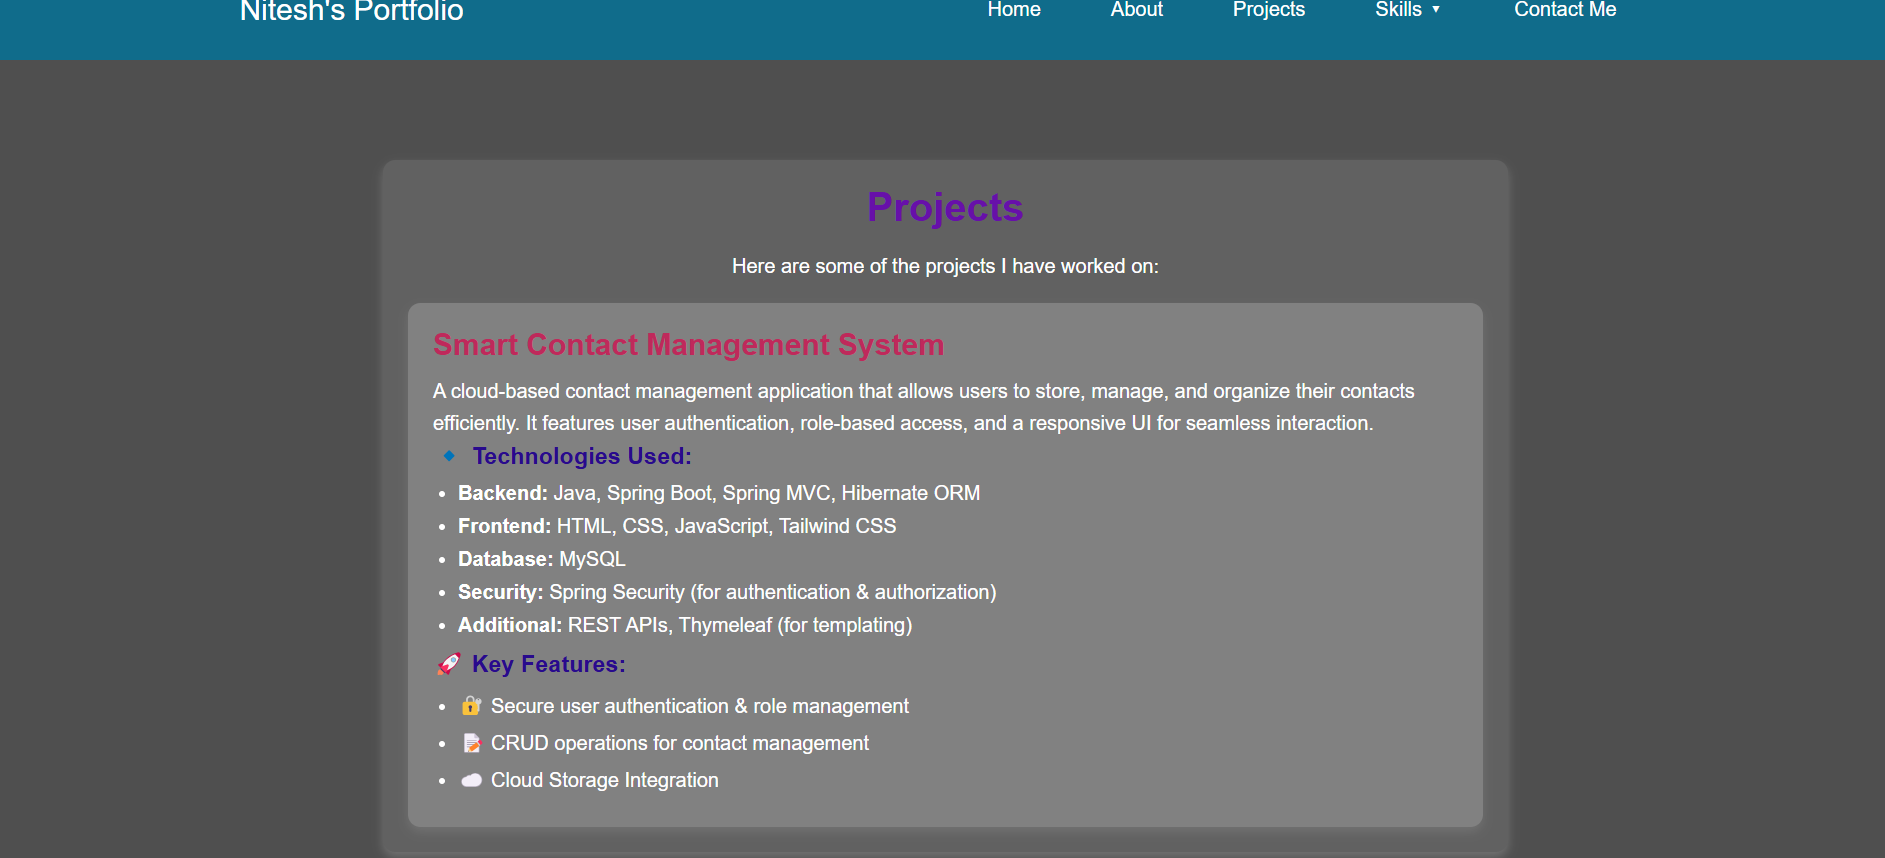 Nitesh's Portfolio
Home
About
Projects
Skills ▼
Contact Me
Projects
Here are some of the projects I have worked on:
Smart Contact Management System
A cloud-based contact management application that allows users to store, manage, and organize their contacts
efficiently. It features user authentication, role-based access, and a responsive UI for seamless interaction.
🔹 Technologies Used:
• Backend: Java, Spring Boot, Spring MVC, Hibernate ORM
• Frontend: HTML, CSS, JavaScript, Tailwind CSS
• Database: MySQL
• Security: Spring Security (for authentication & authorization)
• Additional: REST APIs, Thymeleaf (for templating)
🚀 Key Features:
• 🔐 Secure user authentication & role management
• 📝 CRUD operations for contact management
• ☁️ Cloud Storage Integration